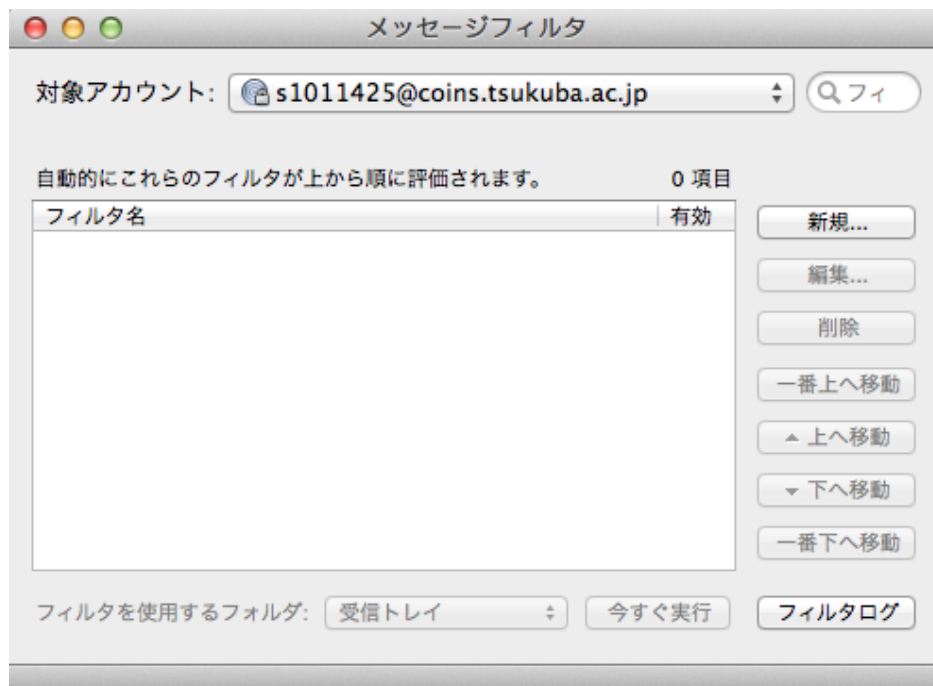 メッセージフィルタ
対象アカウント: s1011425@coins.tsukuba.ac.jp フィ
自動的にこれらのフィルタが上から順に評価されます。 0 項目
フィルタ名 有効
新規...
編集...
削除
一番上へ移動
上へ移動
下へ移動
一番下へ移動
フィルタを使用するフォルダ: 受信トレイ 今すぐ実行 フィルタログ